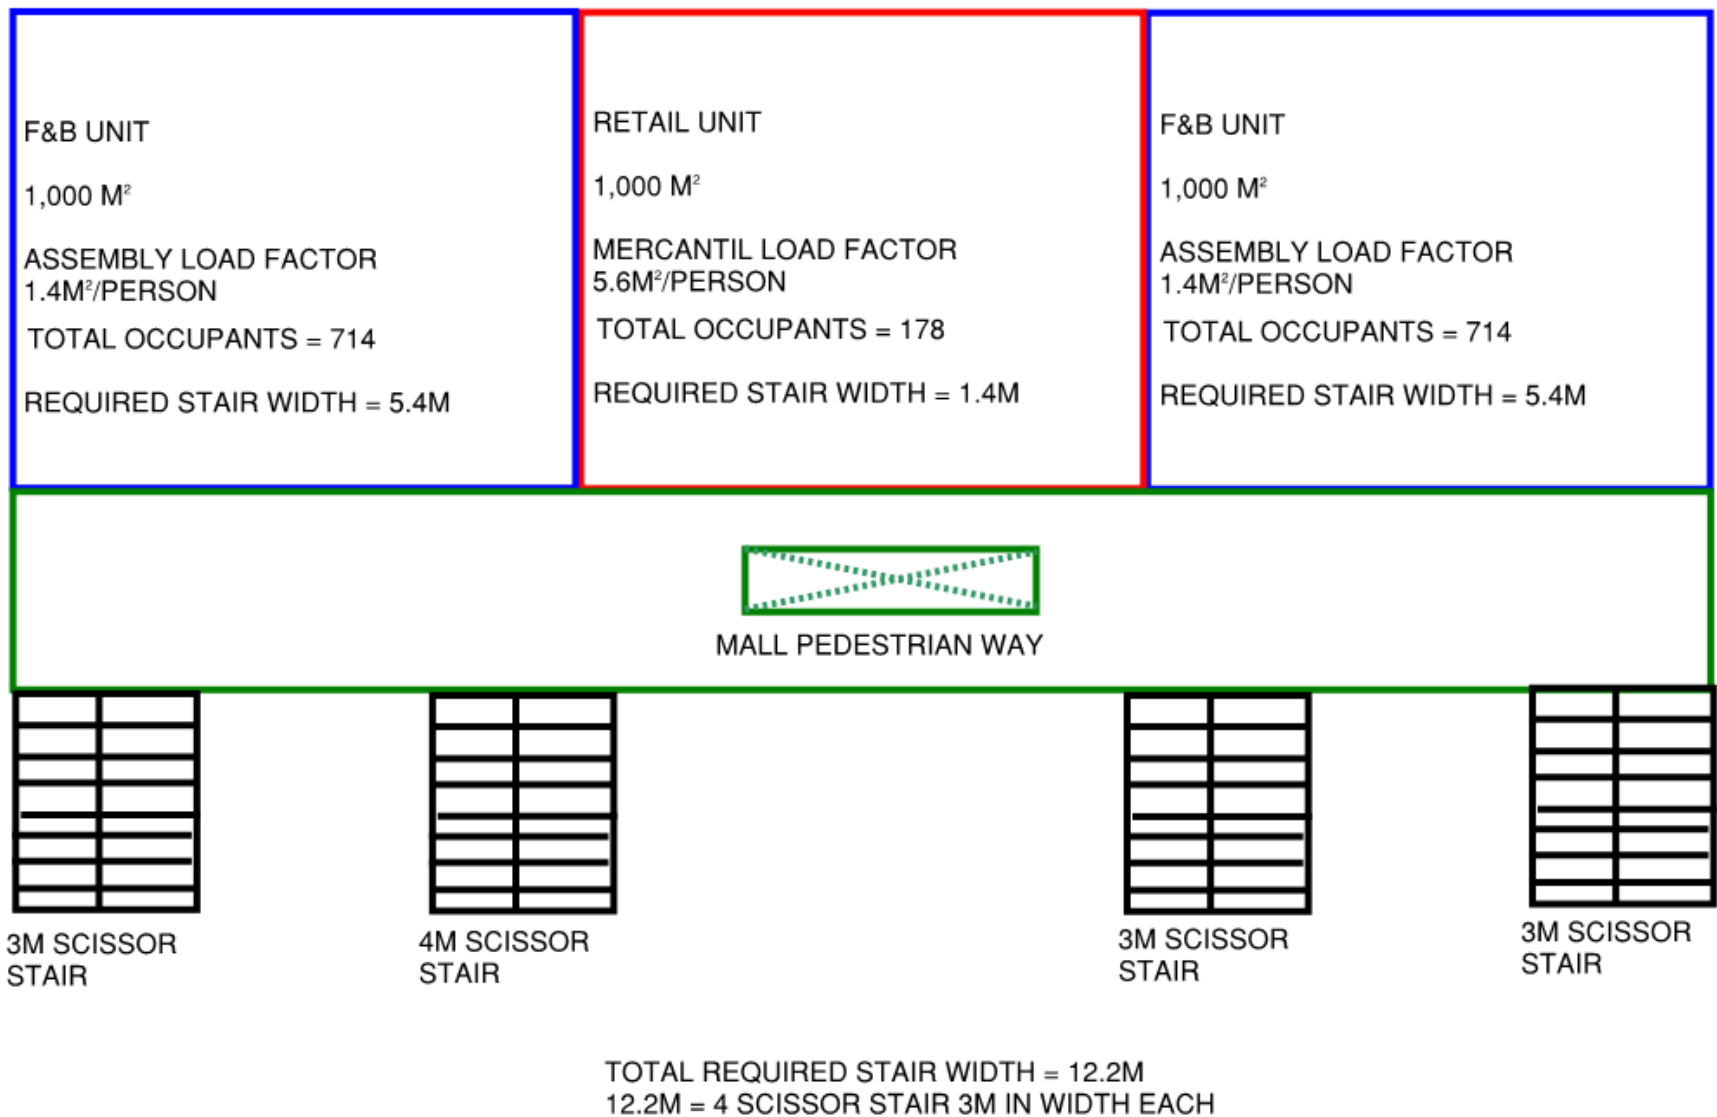 F&B UNIT
1,000 M²
ASSEMBLY LOAD FACTOR
1.4M²/PERSON
TOTAL OCCUPANTS = 714
REQUIRED STAIR WIDTH = 5.4M
RETAIL UNIT
1,000 M²
MERCANTIL LOAD FACTOR
5.6M²/PERSON
TOTAL OCCUPANTS = 178
REQUIRED STAIR WIDTH = 1.4M
F&B UNIT
1,000 M²
ASSEMBLY LOAD FACTOR
1.4M²/PERSON
TOTAL OCCUPANTS = 714
REQUIRED STAIR WIDTH = 5.4M
MALL PEDESTRIAN WAY
3M SCISSOR
STAIR
4M SCISSOR
STAIR
3M SCISSOR
STAIR
3M SCISSOR
STAIR
TOTAL REQUIRED STAIR WIDTH = 12.2M
12.2M = 4 SCISSOR STAIR 3M IN WIDTH EACH